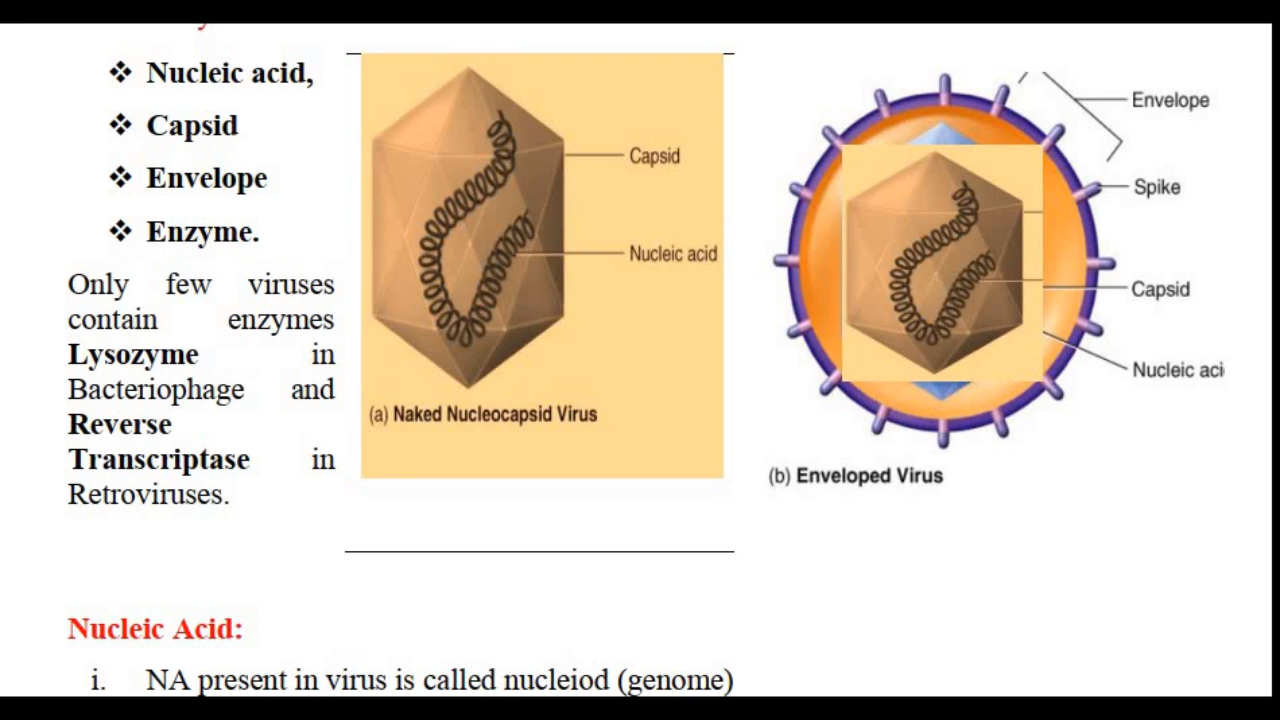 ❖ Nucleic acid,
❖ Capsid
❖ Envelope
❖ Enzyme.
Only few viruses
contain enzymes
Lysozyme in
Bacteriophage and
Reverse
Transcriptase in
Retroviruses.
Capsid
Nucleic acid
(a) Naked Nucleocapsid Virus
Envelope
Spike
Capsid
Nucleic aci
(b) Enveloped Virus
Nucleic Acid:
i. NA present in virus is called nucleiod (genome)